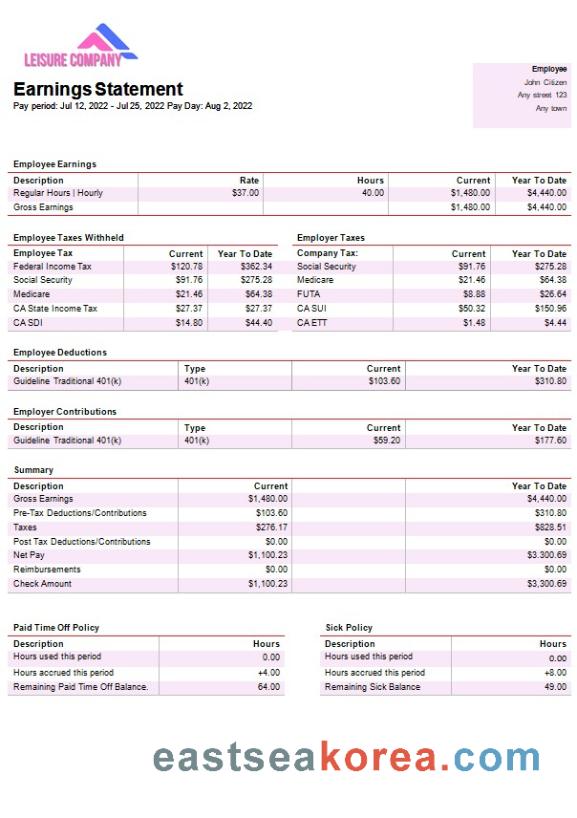 LEISURE COMPANY
Earnings Statement
Pay period: Jul 12, 2022 - Jul 25, 2022 Pay Day: Aug 2, 2022
Employee
John Citizen
Any street 123
Any town
Employee Earnings
Description Rate Hours Current Year To Date
Regular Hours | Hourly $37.00 40.00 $1,480.00 $4,440.00
Gross Earnings $1,480.00 $4,440.00
Employee Taxes Withheld
Employee Tax Current Year To Date
Federal Income Tax $120.78 $362.34
Social Security $91.76 $275.28
Medicare $21.46 $64.38
CA State Income Tax $27.37 $27.37
CA SDI $14.80 $44.40
Employer Taxes
Company Tax: Current Year To Date
Social Security $91.76 $275.28
Medicare $21.46 $64.38
FUTA $8.88 $26.64
CA SUI $50.32 $150.96
CA ETT $1.48 $4.44
Employee Deductions
Description Type Current Year To Date
Guideline Traditional 401(k) 401(k) $103.60 $310.80
Employer Contributions
Description Type Current Year To Date
Guideline Traditional 401(k) 401(k) $59.20 $177.60
Summary
Description Current Year To Date
Gross Earnings $1,480.00 $4,440.00
Pre-Tax Deductions/Contributions $103.60 $310.80
Taxes $276.17 $828.51
Post Tax Deductions/Contributions $0.00 $0.00
Net Pay $1,100.23 $3.300.69
Reimbursements $0.00 $0.00
Check Amount $1,100.23 $3,300.69
Paid Time Off Policy
Description Hours
Hours used this period 0.00
Hours accrued this period +4.00
Remaining Paid Time Off Balance. 64.00
Sick Policy
Description Hours
Hours used this period 0.00
Hours accrued this period +8.00
Remaining Sick Balance 49.00
eastseakorea.com